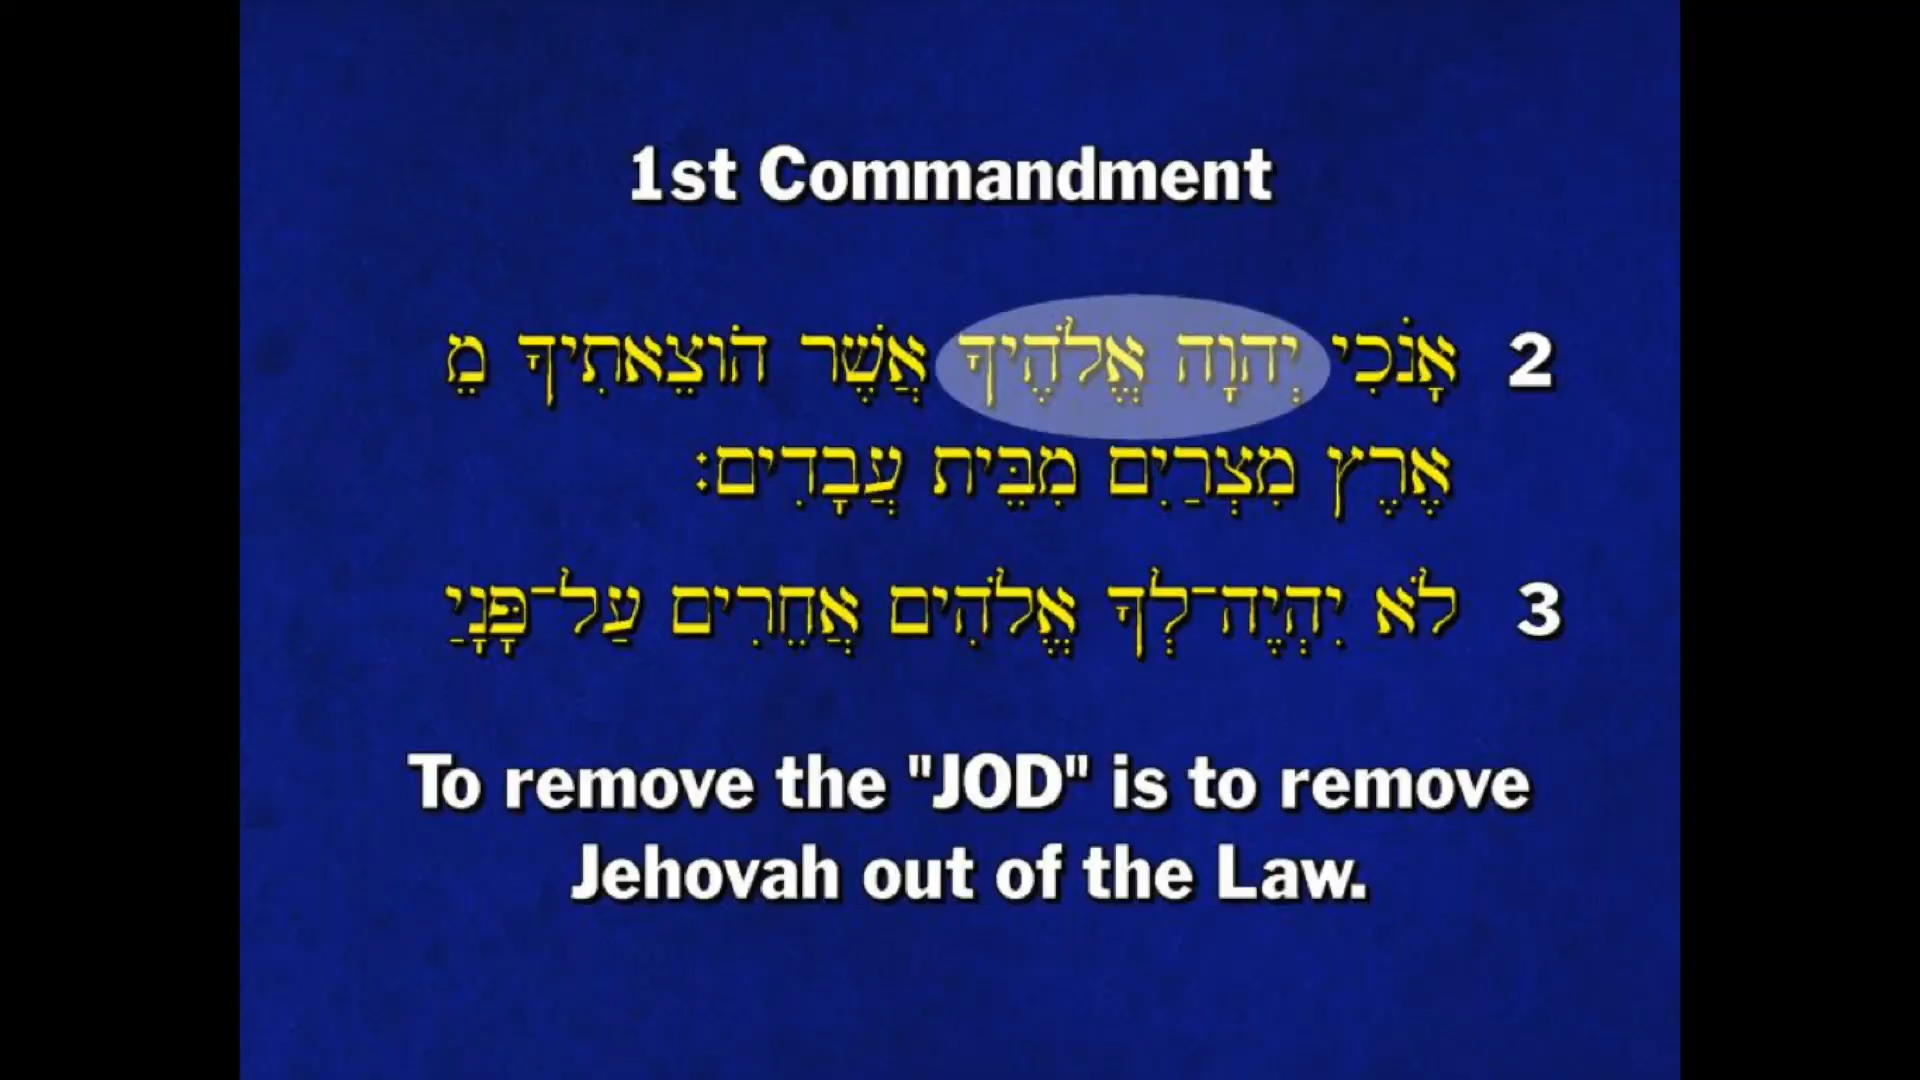 1st Commandment
2 אָנֹכִי יְהוָה אֱלֹהֶיךָ אֲשֶׁר הֹוצֵאתִיךָ מֵ
אֶרֶץ מִצְרַיִם מִבֵּית עֲבָדִים׃
3 לֹא יִהְיֶה־לְךָ אֱלֹהִים אֲחֵרִים עַל־פָּנָיַ
To remove the "JOD" is to remove
Jehovah out of the Law.